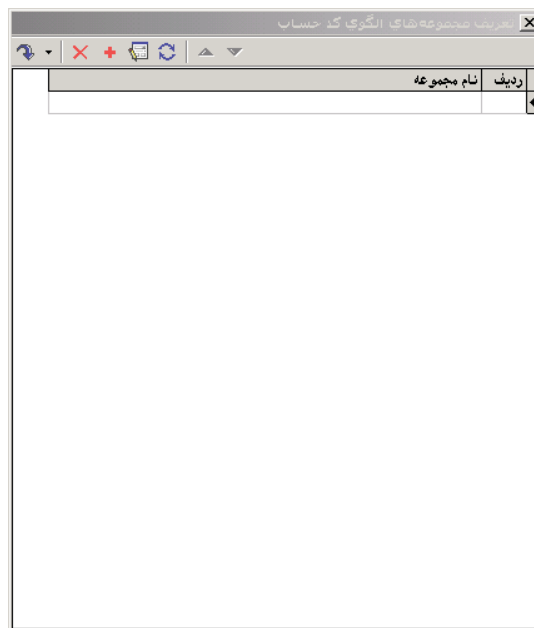 تعریف مجموعه‌های الگوی کد حساب
ردیف نام مجموعه